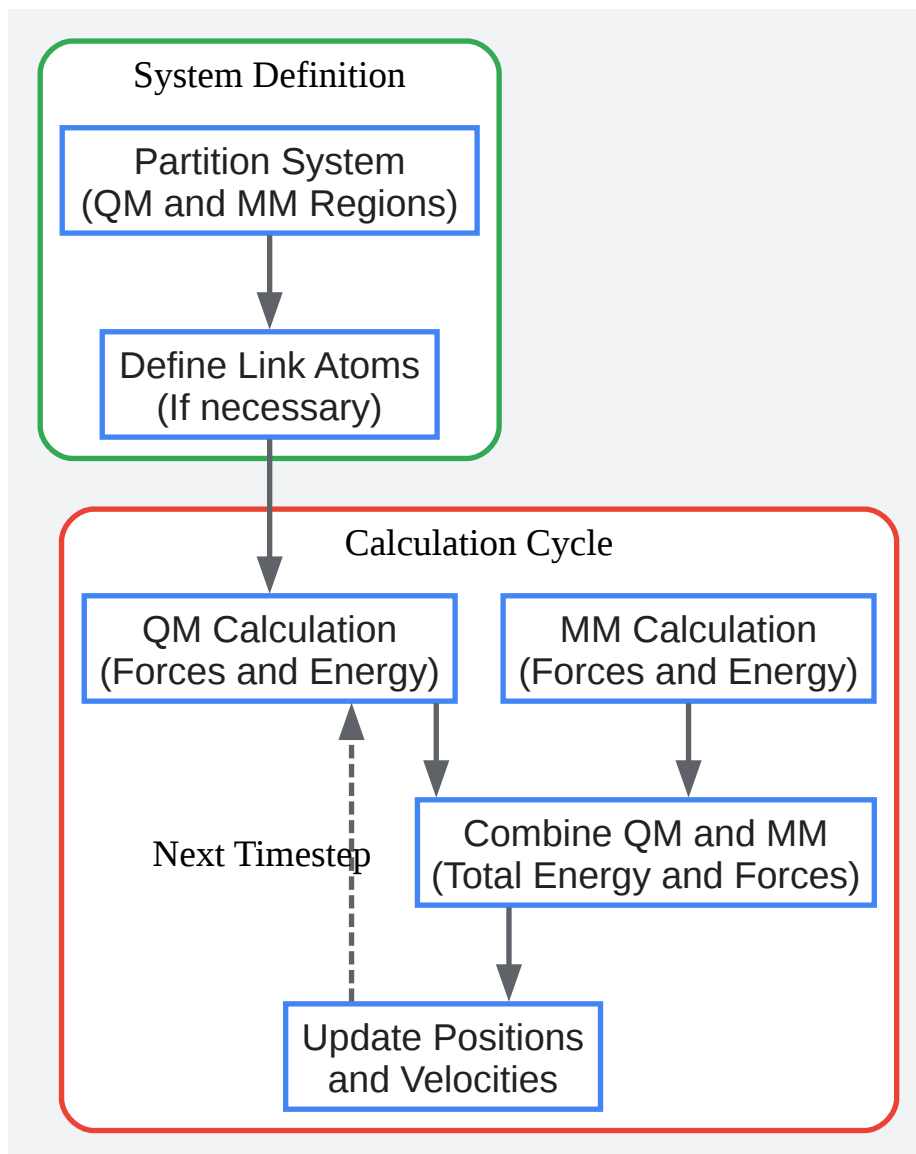 System Definition
Partition System
(QM and MM Regions)
Define Link Atoms
(If necessary)
Calculation Cycle
QM Calculation
(Forces and Energy)
MM Calculation
(Forces and Energy)
Combine QM and MM
(Total Energy and Forces)
Next Timestep
Update Positions
and Velocities